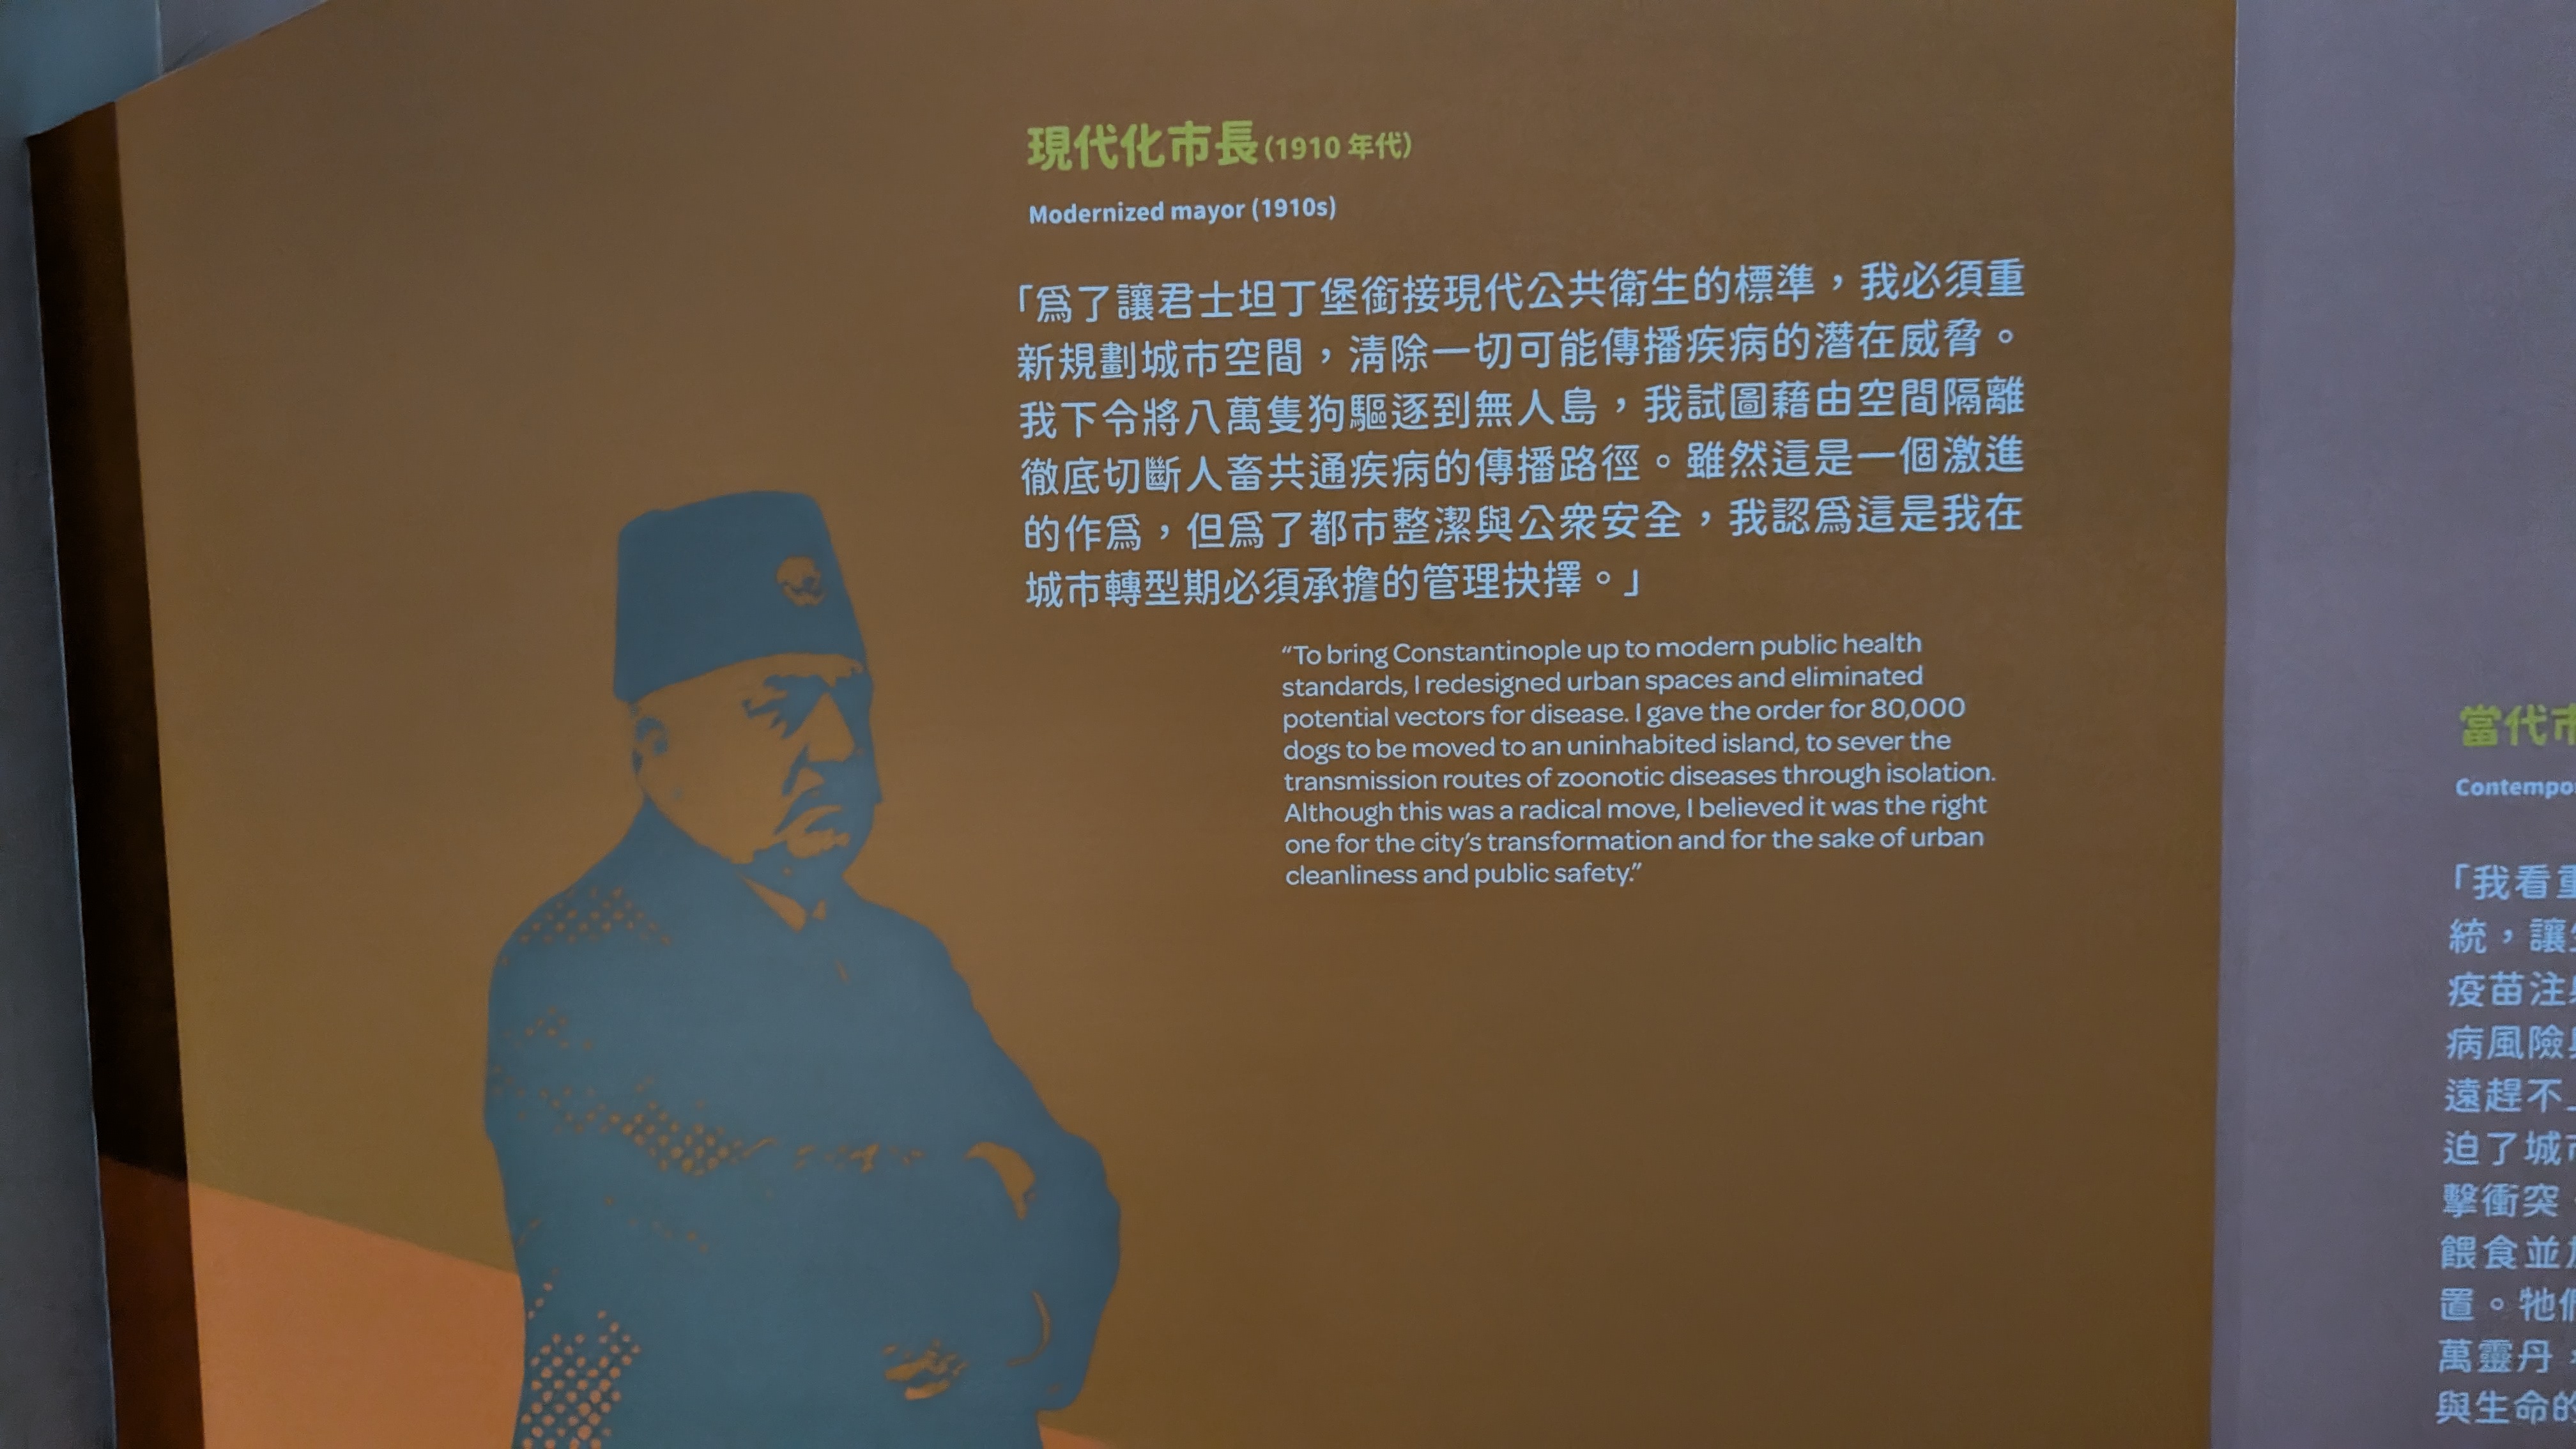 現代化市長(1910 年代)
Modernized mayor (1910s)
「爲了讓君士坦丁堡銜接現代公共衛生的標準，我必須重
新規劃城市空間，清除一切可能傳播疾病的潛在威脅。
我下令將八萬隻狗驅逐到無人島，我試圖藉由空間隔離
徹底切斷人畜共通疾病的傳播路徑。雖然這是一個激進
的作爲，但爲了都市整潔與公衆安全，我認爲這是我在
城市轉型期必須承擔的管理抉擇。」
“To bring Constantinople up to modern public health
standards, I redesigned urban spaces and eliminated
potential vectors for disease. I gave the order for 80,000
dogs to be moved to an uninhabited island, to sever the
transmission routes of zoonotic diseases through isolation.
Although this was a radical move, I believed it was the right
one for the city’s transformation and for the sake of urban
cleanliness and public safety.”
當代
「我看
統，讓
疫苗注
病風險
遠趕不
迫了城
擊衝突
餵食並
置。牠
萬靈丹
與生命的